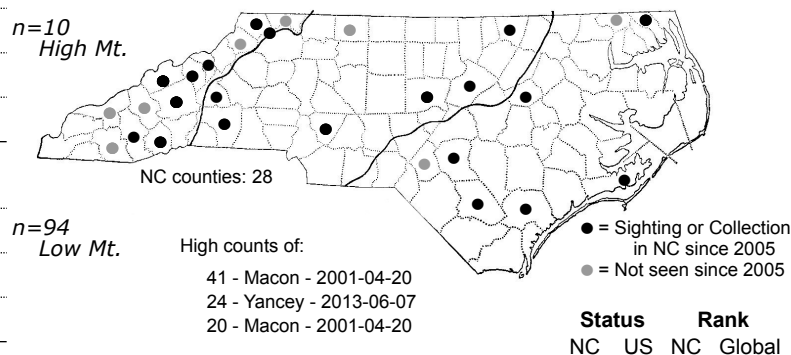 n=10
High Mt.
NC counties: 28
n=94
Low Mt.
High counts of:
41 - Macon - 2001-04-20
24 - Yancey - 2013-06-07
20 - Macon - 2001-04-20
= Sighting or Collection
in NC since 2005
= Not seen since 2005
Status Rank
NC US NC Global